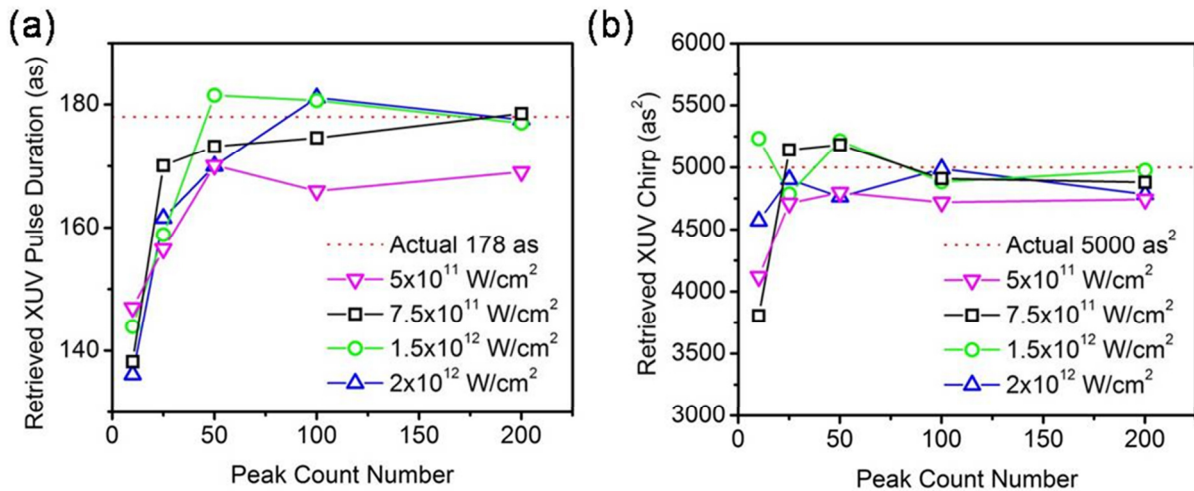 (a)
Retrieved XUV Pulse Duration (as)
180
160
140
0
50
100
150
200
Peak Count Number
Actual 178 as
5x10¹¹ W/cm²
7.5x10¹¹ W/cm²
1.5x10¹² W/cm²
2x10¹² W/cm²
(b)
Retrieved XUV Chirp (as²)
6000
5500
5000
4500
4000
3500
3000
0
50
100
150
200
Peak Count Number
Actual 5000 as²
5x10¹¹ W/cm²
7.5x10¹¹ W/cm²
1.5x10¹² W/cm²
2x10¹² W/cm²